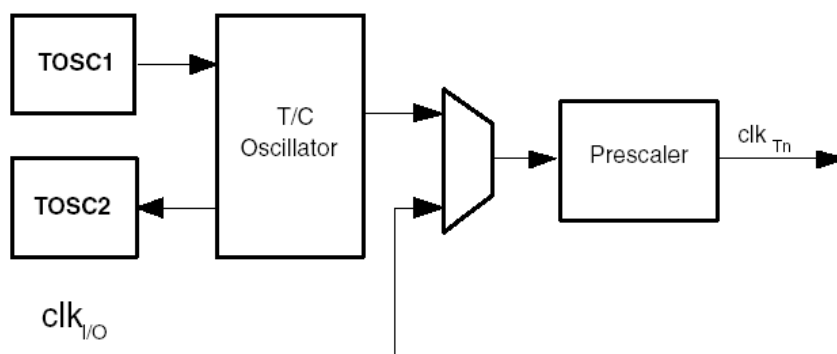 TOSC1
T/C
Oscillator
TOSC2
Prescaler
clk Tn
clk I/O